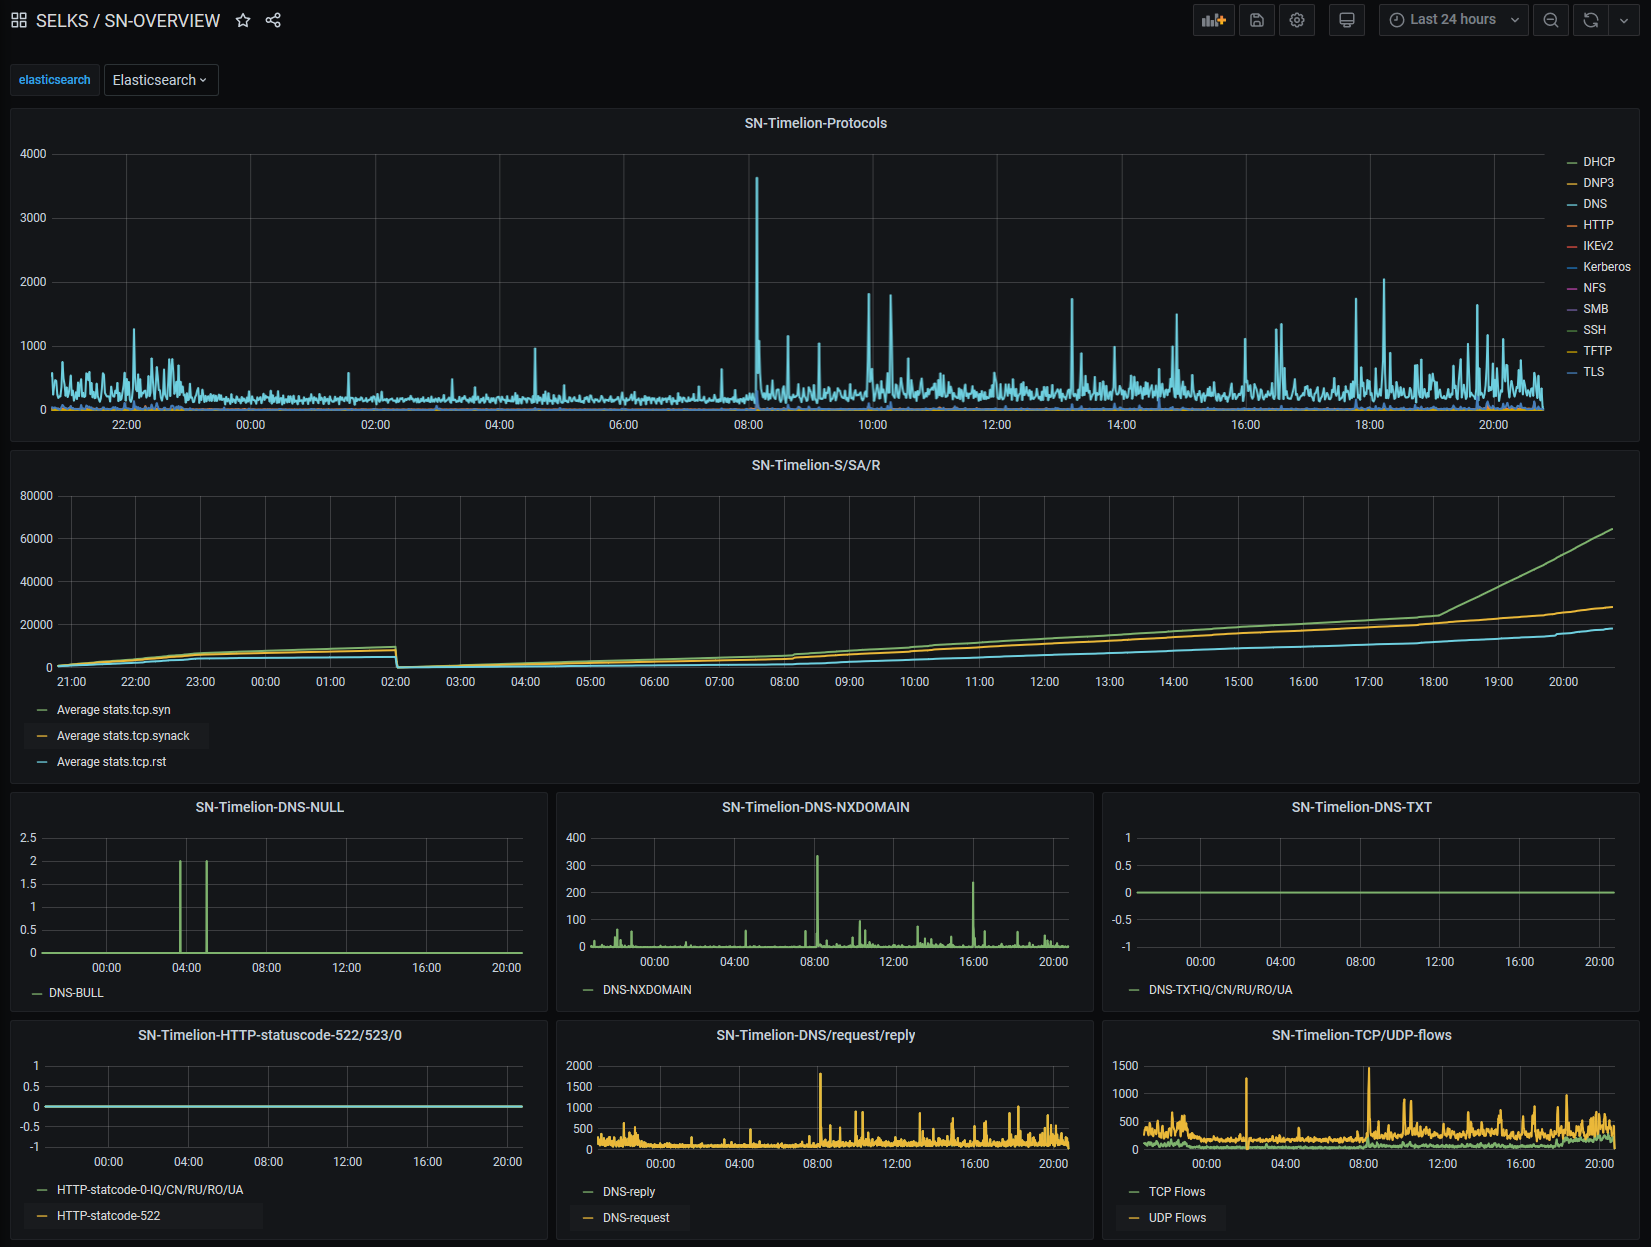 SELKS / SN-OVERVIEW
Last 24 hours
elasticsearch
Elasticsearch
SN-Timelion-Protocols
4000
3000
2000
1000
0
22:00 00:00 02:00 04:00 06:00 08:00 10:00 12:00 14:00 16:00 18:00 20:00
DHCP
DNP3
DNS
HTTP
IKEv2
Kerberos
NFS
SMB
SSH
TFTP
TLS
SN-Timelion-S/SA/R
80000
60000
40000
20000
0
21:00 22:00 23:00 00:00 01:00 02:00 03:00 04:00 05:00 06:00 07:00 08:00 09:00 10:00 11:00 12:00 13:00 14:00 15:00 16:00 17:00 18:00 19:00 20:00
Average stats.tcp.syn
Average stats.tcp.synack
Average stats.tcp.rst
SN-Timelion-DNS-NULL
2.5
2
1.5
1
0.5
0
00:00 04:00 08:00 12:00 16:00 20:00
DNS-BULL
SN-Timelion-DNS-NXDOMAIN
400
300
200
100
0
00:00 04:00 08:00 12:00 16:00 20:00
DNS-NXDOMAIN
SN-Timelion-DNS-TXT
1
0.5
0
-0.5
-1
00:00 04:00 08:00 12:00 16:00 20:00
DNS-TXT-IQ/CN/RU/RO/UA
SN-Timelion-HTTP-statuscode-522/523/0
1
0.5
0
-0.5
-1
00:00 04:00 08:00 12:00 16:00 20:00
HTTP-statcode-0-IQ/CN/RU/RO/UA
HTTP-statcode-522
SN-Timelion-DNS/request/reply
2000
1500
1000
500
0
00:00 04:00 08:00 12:00 16:00 20:00
DNS-reply
DNS-request
SN-Timelion-TCP/UDP-flows
1500
1000
500
0
00:00 04:00 08:00 12:00 16:00 20:00
TCP Flows
UDP Flows